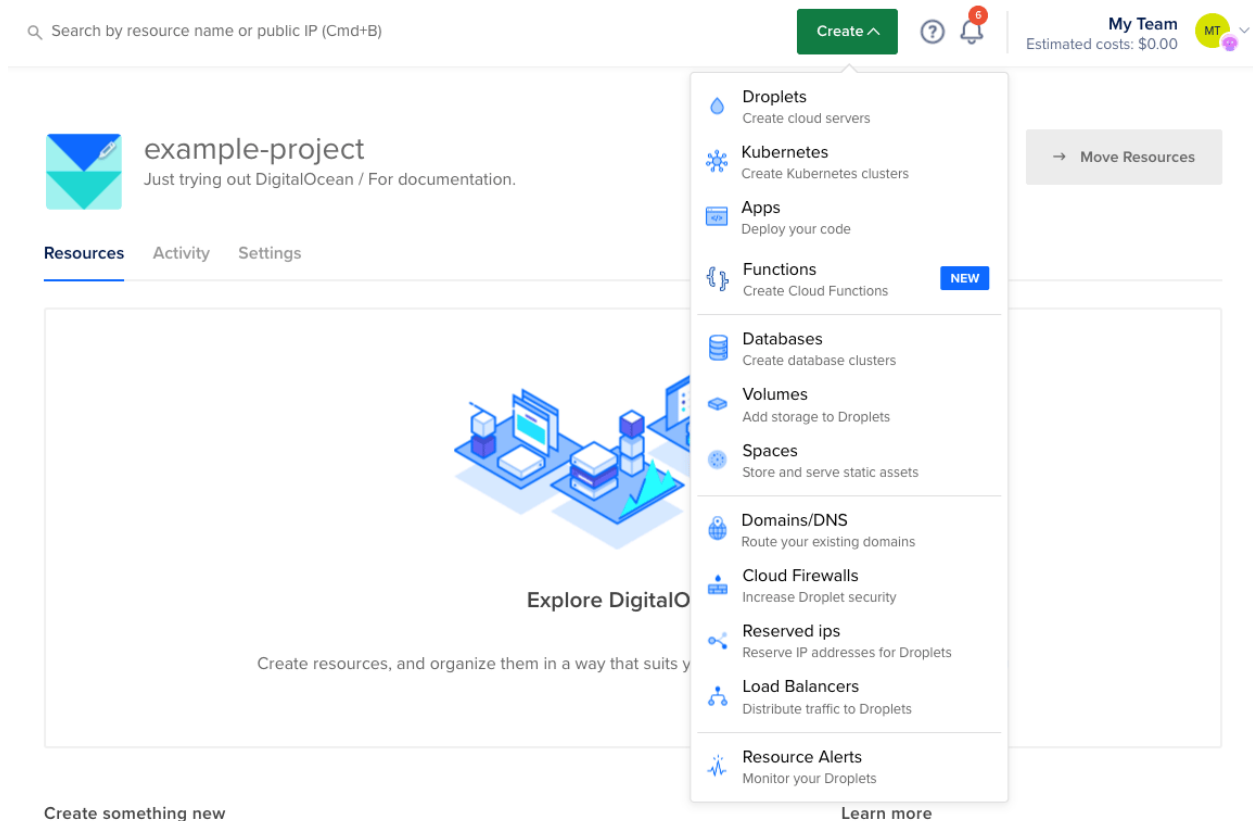 Search by resource name or public IP (Cmd+B)
Create
?
6
My Team
Estimated costs: $0.00
MT
example-project
Just trying out DigitalOcean / For documentation.
Move Resources
Resources
Activity
Settings
Droplets
Create cloud servers
Kubernetes
Create Kubernetes clusters
Apps
Deploy your code
Functions
Create Cloud Functions
NEW
Databases
Create database clusters
Volumes
Add storage to Droplets
Spaces
Store and serve static assets
Domains/DNS
Route your existing domains
Cloud Firewalls
Increase Droplet security
Reserved ips
Reserve IP addresses for Droplets
Load Balancers
Distribute traffic to Droplets
Resource Alerts
Monitor your Droplets
Explore DigitalO
Create resources, and organize them in a way that suits y
Create something new
Learn more